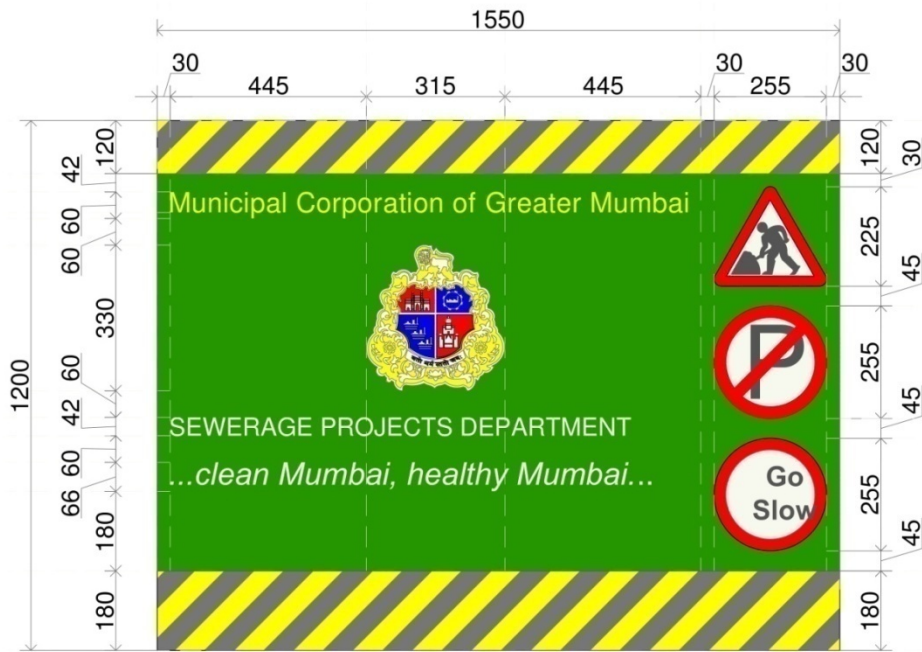 1550
30 30 30
445 315 445 255
120 120
30
42
Municipal Corporation of Greater Mumbai
60
225
60
45
330
1200
P
255
60
42
45
SEWERAGE PROJECTS DEPARTMENT
60
...clean Mumbai, healthy Mumbai...
Go
Slow
66
255
180
45
180 180